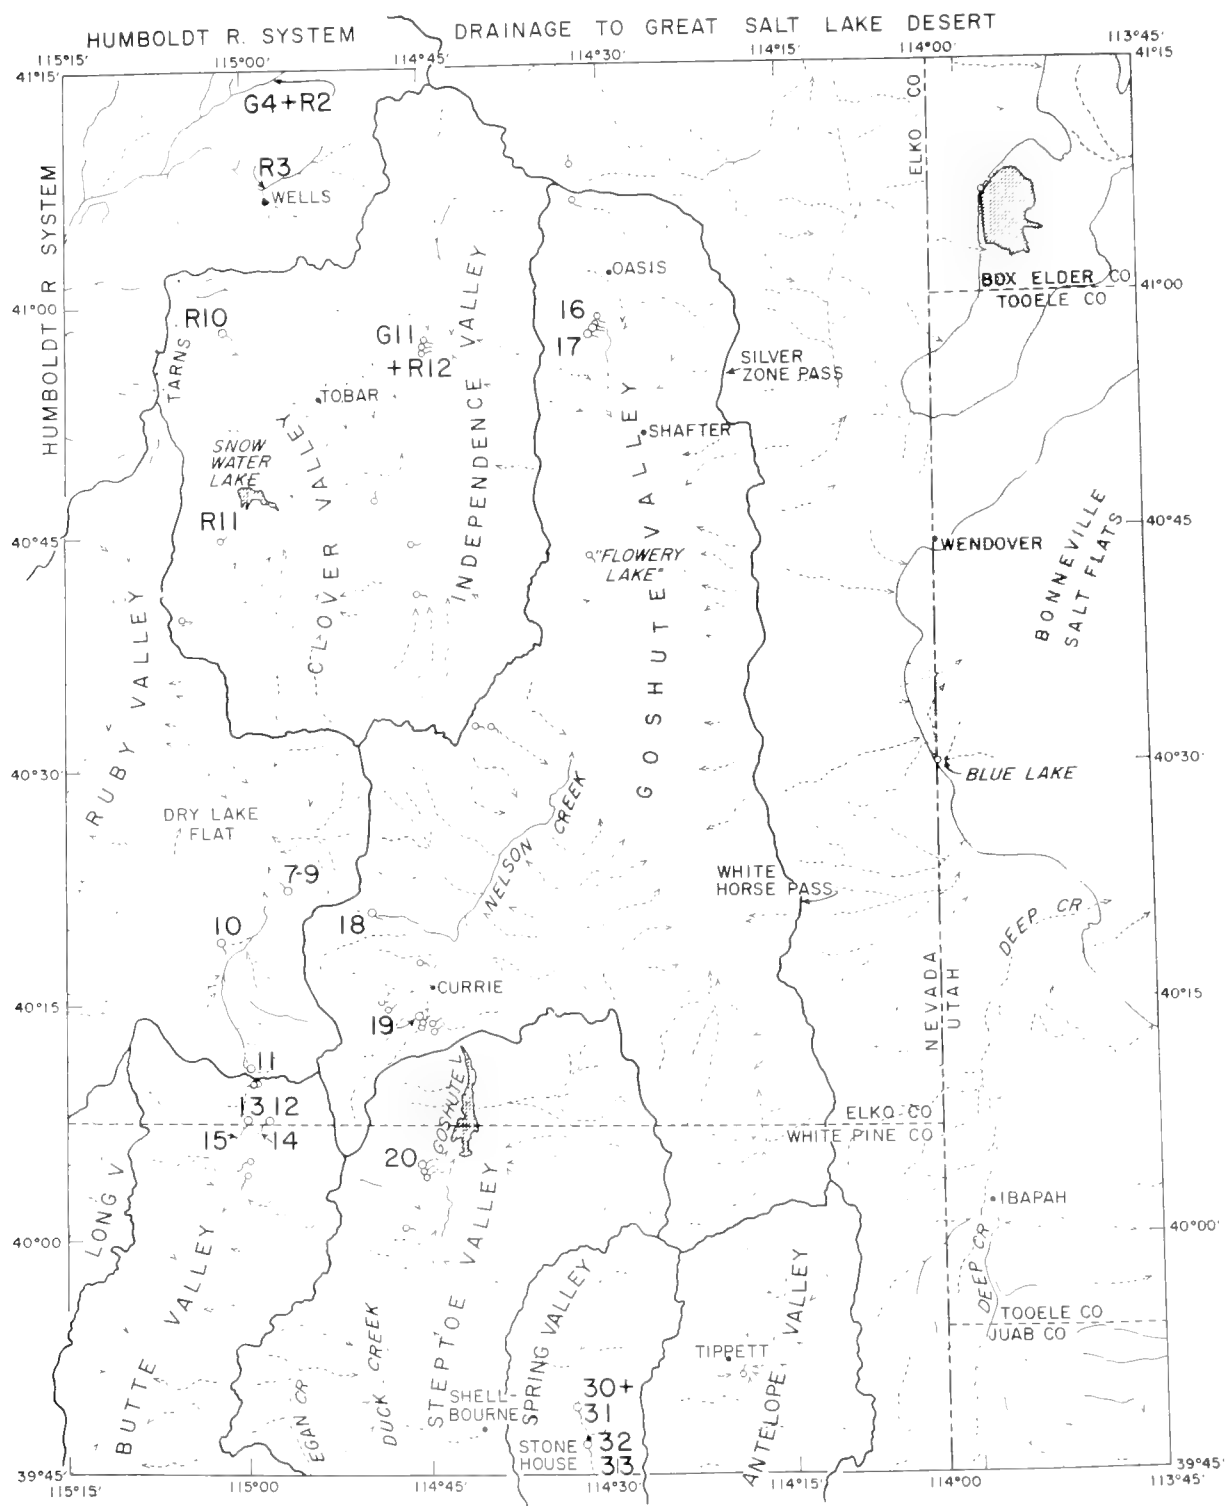 HUMBOLDT R. SYSTEM
DRAINAGE TO GREAT SALT LAKE DESERT
115°15'
115°00'
114°45'
114°30'
114°15'
114°00'
113°45'
41°15'
41°15'
G4+R2
ELKO CO
R3
WELLS
HUMBOLDT R SYSTEM
OASIS
BOX ELDER CO
TOOELE CO
41°00'
41°00
R10
TARNS
G11
+R12
INDEPENDENCE VALLEY
16
17
SILVER
ZONE PASS
TOBAR
SHAFTER
SNOW
WATER
LAKE
R11
CLOVER VALLEY
GOSHUTE VALLEY
40°45'
40°45'
"FLOWERY
LAKE"
WENDOVER
BONNEVILLE
SALT FLATS
RUBY VALLEY
40°30'
40°30'
BLUE LAKE
DRY LAKE
FLAT
NELSON CREEK
7-9
WHITE
HORSE PASS
10
18
DEEP CR
NEVADA
UTAH
CURRIE
40°15'
40°15'
19
11
GOSHUTE L
13 12
15
14
ELKO CO
WHITE PINE CO
20
LONG V
IBAPAH
40°00'
40°00'
BUTTE VALLEY
STEPTOE VALLEY
SPRING VALLEY
ANTELOPE VALLEY
DEEP CR
TOOELE CO
JUAB CO
EGAN CR
DUCK CREEK
TIPPETT
SHELL-
BOURNE
30+
31
STONE
HOUSE
32
33
39°45'
39°45'
115°15'
115°00'
114°45'
114°30'
114°15'
114°00'
113°45'